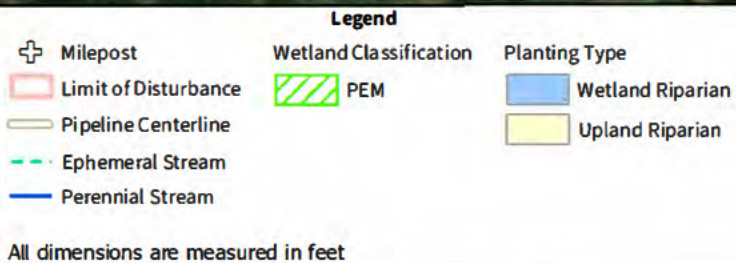 Legend
Milepost
Limit of Disturbance
Pipeline Centerline
Ephemeral Stream
Perennial Stream
Wetland Classification
PEM
Planting Type
Wetland Riparian
Upland Riparian
All dimensions are measured in feet